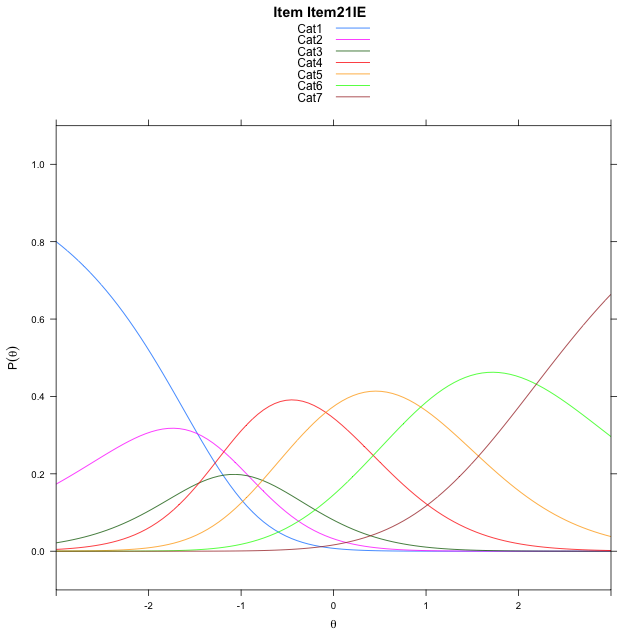 Item Item21IE
Cat1
Cat2
Cat3
Cat4
Cat5
Cat6
Cat7
1.0
0.8
0.6
0.4
0.2
0.0
P(θ)
-2 -1 0 1 2
θ